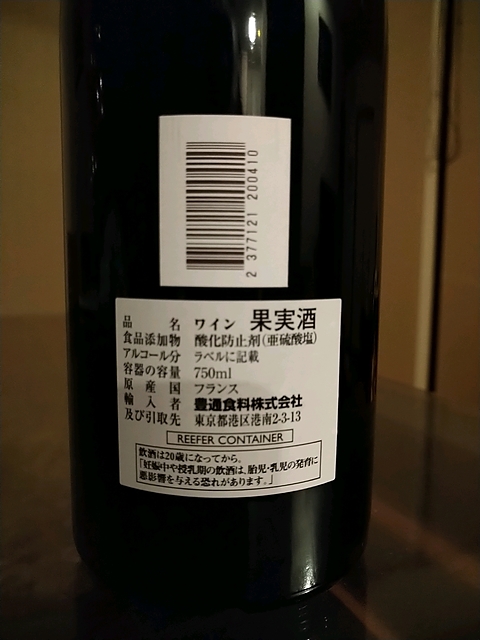 2 377121 200410
品 名 ワイン 果実酒
食品添加物 酸化防止剤(亜硫酸塩)
アルコール分 ラベルに記載
容器の容量 750ml
原産国 フランス
輸入者 豊通食料株式会社
及び引取先 東京都港区港南2-3-13
REEFER CONTAINER
飲酒は20歳になってから。
「妊娠中や授乳期の飲酒は、胎児・乳児の発育に
悪影響を与える恐れがあります。」